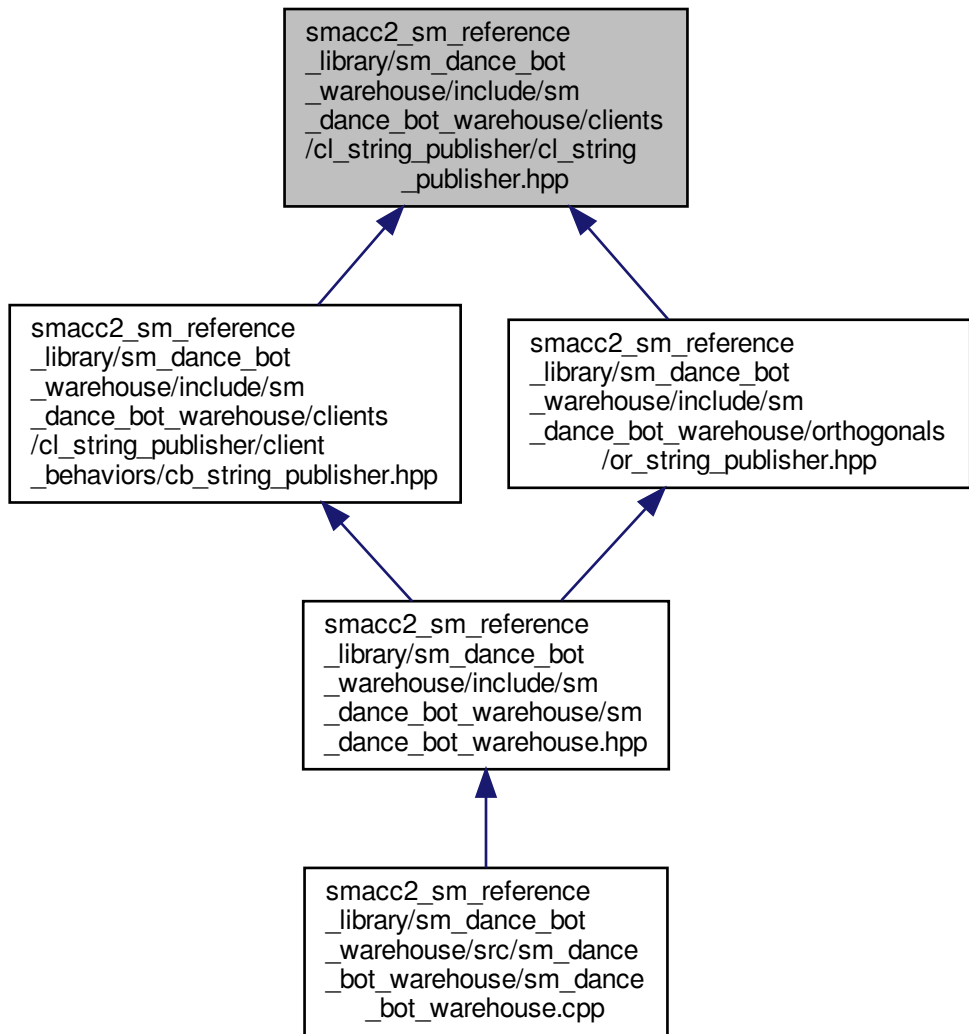 smacc2_sm_reference
_library/sm_dance_bot
_warehouse/include/sm
_dance_bot_warehouse/clients
/cl_string_publisher/cl_string
_publisher.hpp
smacc2_sm_reference
_library/sm_dance_bot
_warehouse/include/sm
_dance_bot_warehouse/clients
/cl_string_publisher/client
_behaviors/cb_string_publisher.hpp
smacc2_sm_reference
_library/sm_dance_bot
_warehouse/include/sm
_dance_bot_warehouse/orthogonals
/or_string_publisher.hpp
smacc2_sm_reference
_library/sm_dance_bot
_warehouse/include/sm
_dance_bot_warehouse/sm
_dance_bot_warehouse.hpp
smacc2_sm_reference
_library/sm_dance_bot
_warehouse/src/sm_dance
_bot_warehouse/sm_dance
_bot_warehouse.cpp